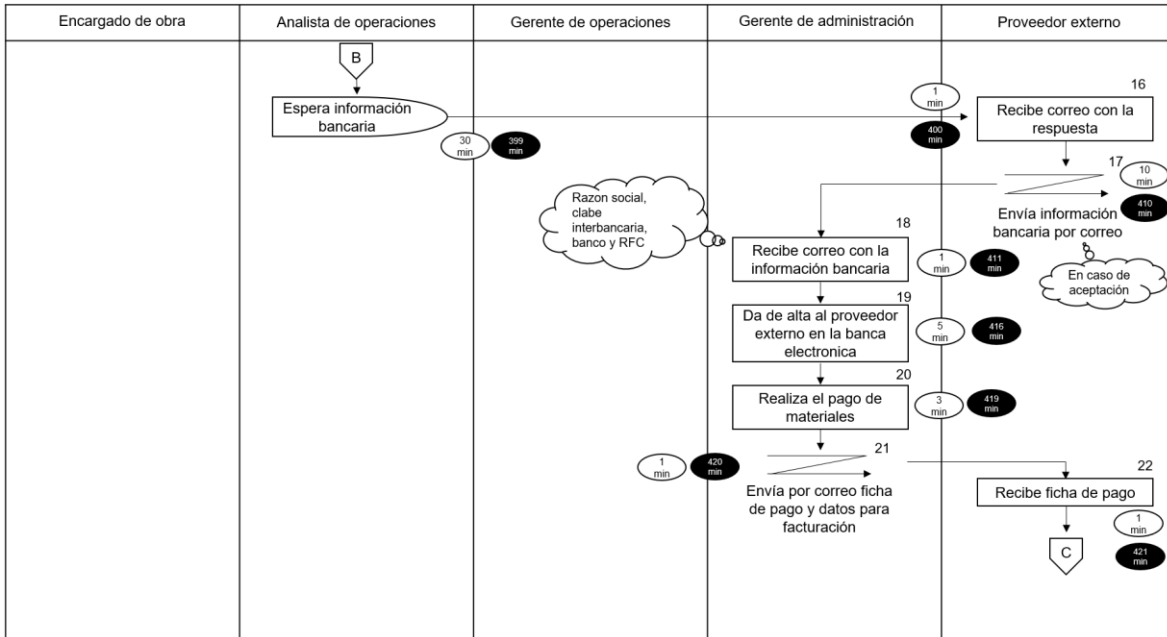 Encargado de obra
Analista de operaciones
Gerente de operaciones
Gerente de administración
Proveedor externo
B
Espera información
bancaria
30
min
399
min
1
min
400
min
16
Recibe correo con la
respuesta
17
10
min
410
min
Envía información
bancaria por correo
En caso de
aceptación
Razon social,
clabe
interbancaria,
banco y RFC
18
Recibe correo con la
información bancaria
1
min
411
min
19
Da de alta al proveedor
externo en la banca
electronica
5
min
416
min
20
Realiza el pago de
materiales
3
min
419
min
21
1
min
420
min
Envía por correo ficha
de pago y datos para
facturación
22
Recibe ficha de pago
1
min
421
min
C